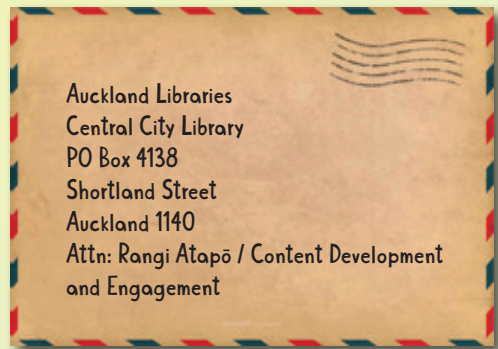 Auckland Libraries
Central City Library
PO Box 4138
Shortland Street
Auckland 1140
Attn: Rangi Atapō / Content Development
and Engagement